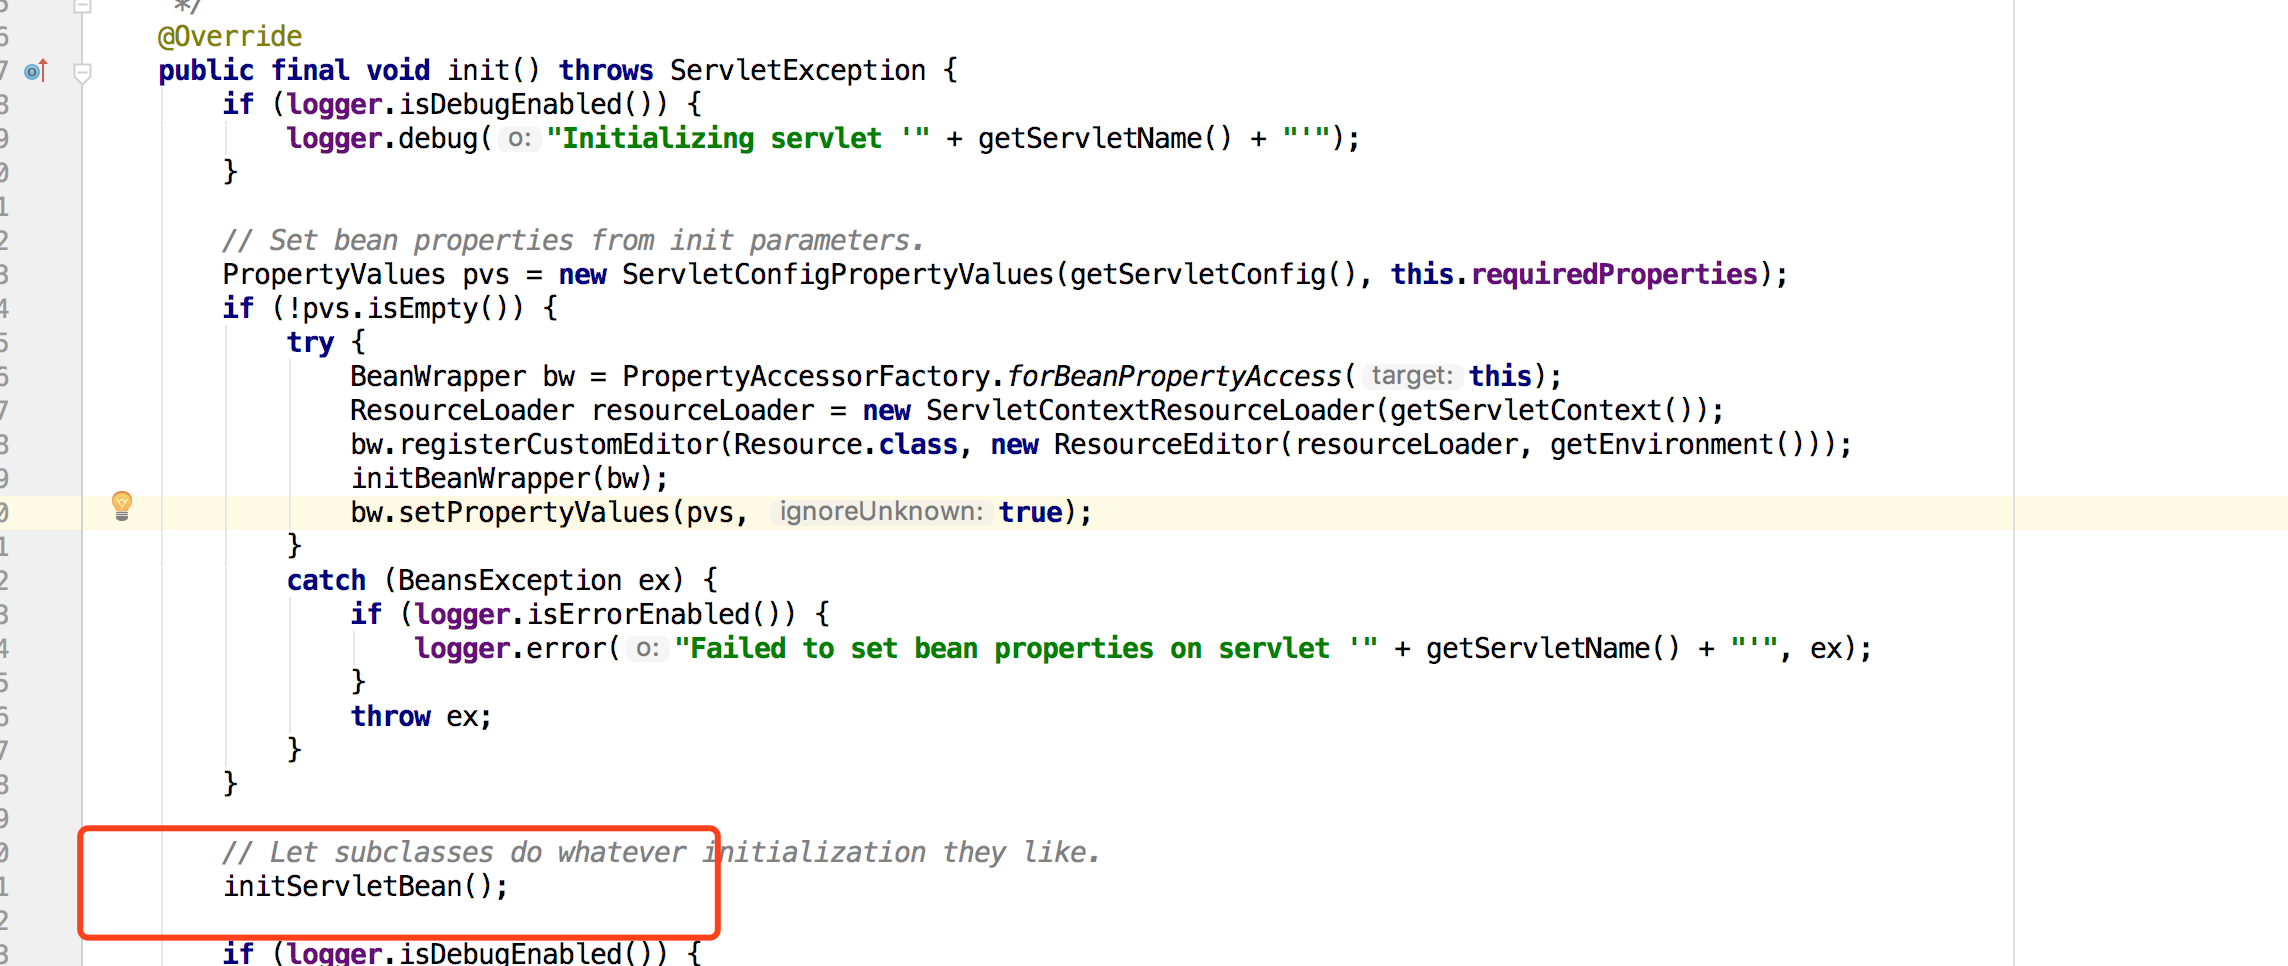 */
@Override
public final void init() throws ServletException {
if (logger.isDebugEnabled()) {
logger.debug( o: "Initializing servlet '" + getServletName() + "'");
}
// Set bean properties from init parameters.
PropertyValues pvs = new ServletConfigPropertyValues(getServletConfig(), this.requiredProperties);
if (!pvs.isEmpty()) {
try {
BeanWrapper bw = PropertyAccessorFactory.forBeanPropertyAccess( target: this);
ResourceLoader resourceLoader = new ServletContextResourceLoader(getServletContext());
bw.registerCustomEditor(Resource.class, new ResourceEditor(resourceLoader, getEnvironment()));
initBeanWrapper(bw);
bw.setPropertyValues(pvs, ignoreUnknown: true);
}
catch (BeansException ex) {
if (logger.isErrorEnabled()) {
logger.error( o: "Failed to set bean properties on servlet '" + getServletName() + "'", ex);
}
throw ex;
}
}
// Let subclasses do whatever initialization they like.
initServletBean();
if (logger.isDebugEnabled()) {